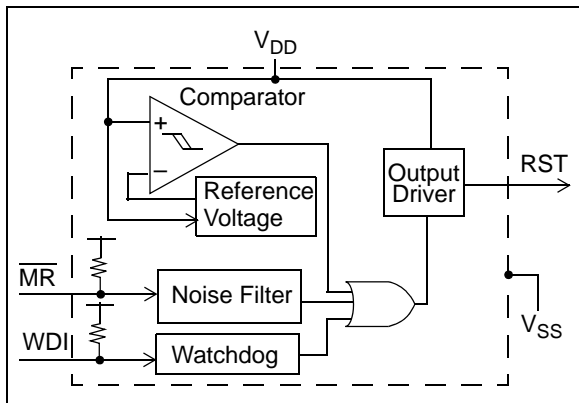 VDD
Comparator
+
−
Reference
Voltage
Output
Driver
RST
MR
Noise Filter
WDI
Watchdog
VSS